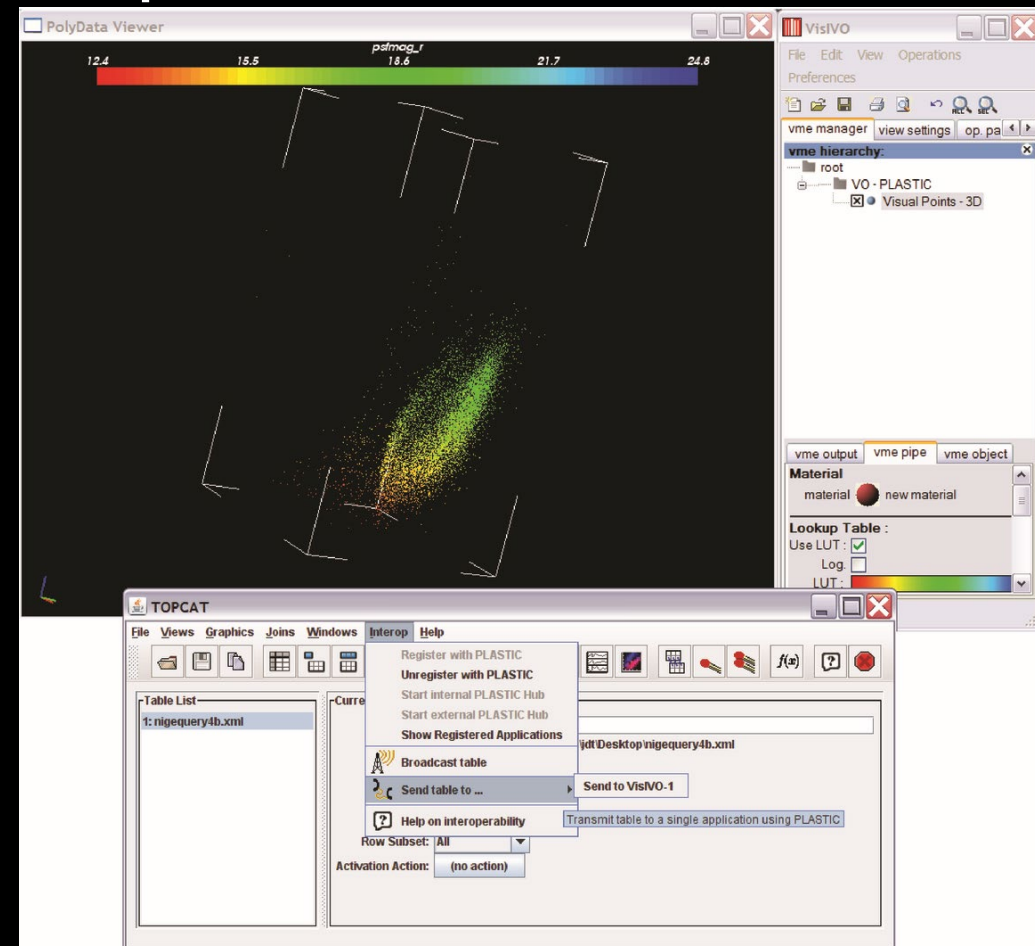 PolyData Viewer
psfmag_r
12.4 15.5 18.6 21.7 24.8
VisIVO
File Edit View Operations
Preferences
vme manager view settings op. pa
vme hierarchy:
root
VO - PLASTIC
Visual Points - 3D
vme output vme pipe vme object
Material
material new material
Lookup Table :
Use LUT :
Log.
LUT :
TOPCAT
File Views Graphics Joins Windows Interop Help
Register with PLASTIC
Unregister with PLASTIC
Start internal PLASTIC Hub
Start external PLASTIC Hub
Show Registered Applications
Broadcast table
Send table to ...
Send to VisIVO-1
Help on interoperability
Transmit table to a single application using PLASTIC
f(x)
Table List
1: nigequery4b.xml
Curre
\jdt\Desktop\nigequery4b.xml
Row Subset: All
Activation Action: (no action)